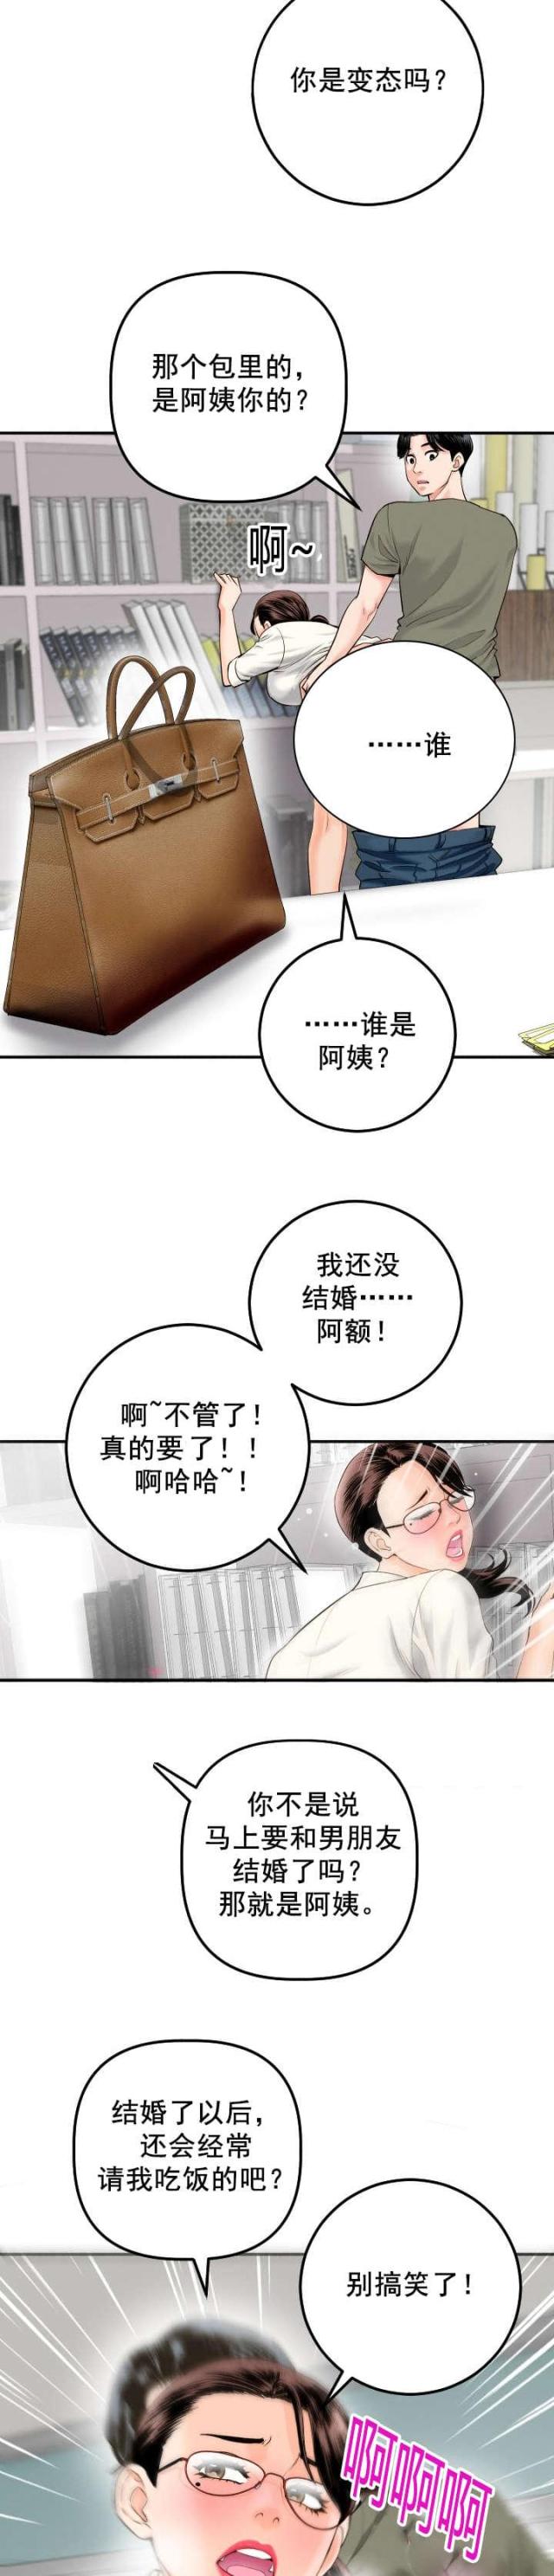 你是变态吗？
那个包里的，
是阿姨你的？
啊~
……谁
……谁是
阿姨？
我还没
结婚……
阿额！
啊~不管了！
真的要了！！
啊哈哈~！
你不是说
马上要和男朋友
结婚了吗？
那就是阿姨。
结婚了以后，
还会经常
请我吃饭的吧？
别搞笑了！
啊啊啊